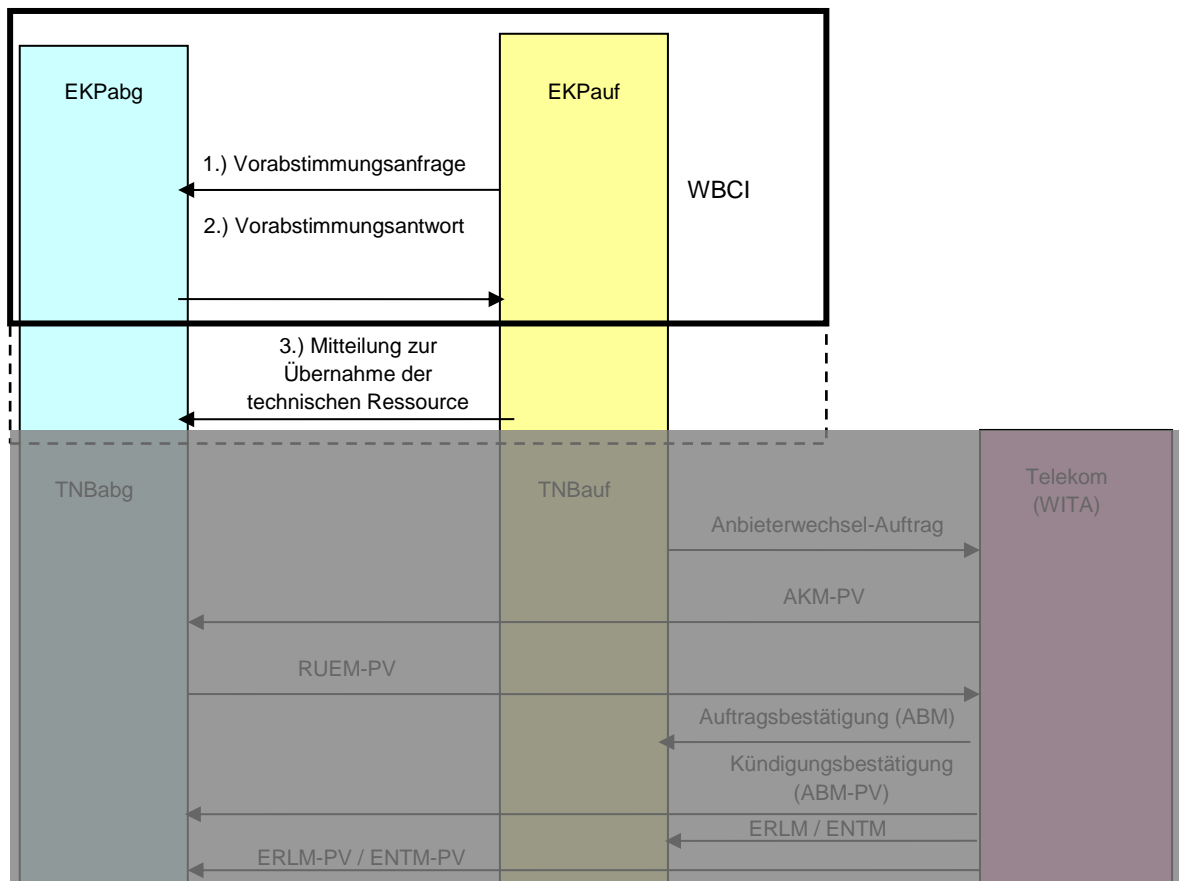 EKPabg
EKPauf
1.) Vorabstimmungsanfrage
WBCI
2.) Vorabstimmungsantwort
3.) Mitteilung zur
Übernahme der
technischen Ressource
TNBabg
TNBauf
Telekom
(WITA)
Anbieterwechsel-Auftrag
AKM-PV
RUEM-PV
Auftragsbestätigung (ABM)
Kündigungsbestätigung
(ABM-PV)
ERLM / ENTM
ERLM-PV / ENTM-PV